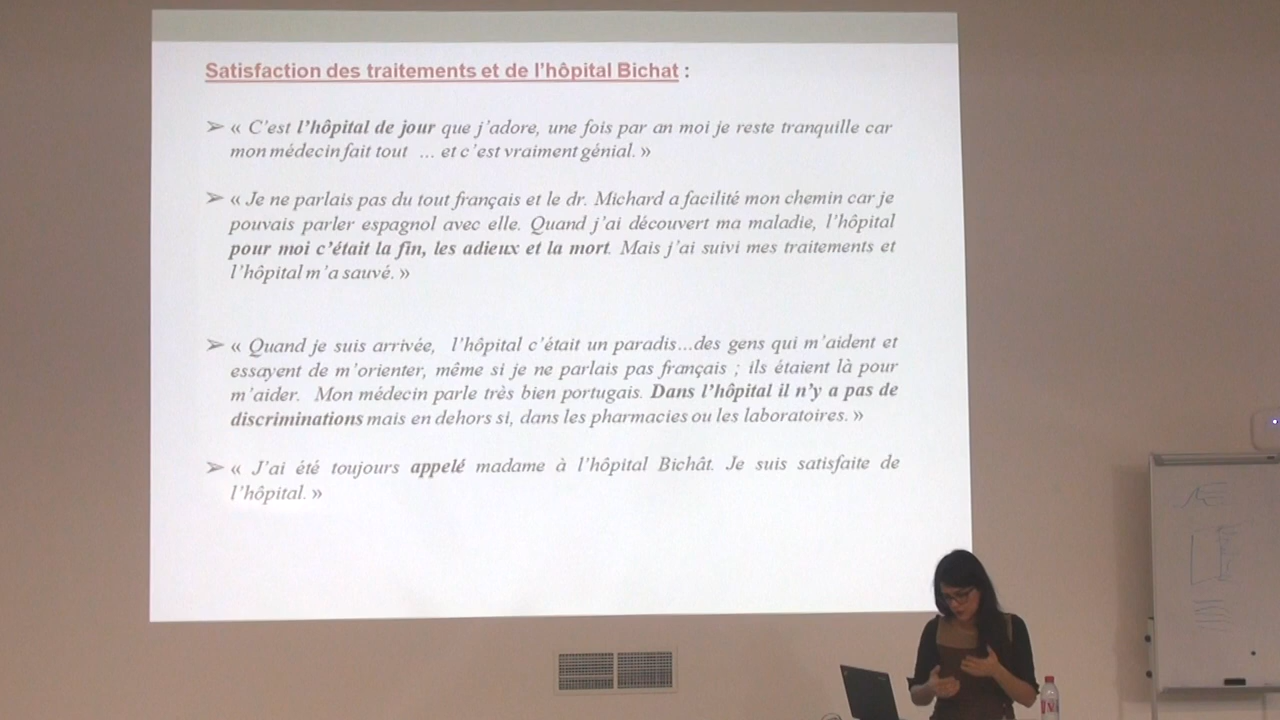 Satisfaction des traitements et de l'hôpital Bichat :
➢ « C'est l'hôpital de jour que j'adore, une fois par an moi je reste tranquille car
mon médecin fait tout … et c'est vraiment génial. »
➢ « Je ne parlais pas du tout français et le dr. Michard a facilité mon chemin car je
pouvais parler espagnol avec elle. Quand j'ai découvert ma maladie, l'hôpital
pour moi c'était la fin, les adieux et la mort. Mais j'ai suivi mes traitements et
l'hôpital m'a sauvé. »
➢ « Quand je suis arrivée, l'hôpital c'était un paradis…des gens qui m'aident et
essayent de m'orienter, même si je ne parlais pas français ; ils étaient là pour
m'aider. Mon médecin parle très bien portugais. Dans l'hôpital il n'y a pas de
discriminations mais en dehors si, dans les pharmacies ou les laboratoires. »
➢ « J'ai été toujours appelé madame à l'hôpital Bichât. Je suis satisfaite de
l'hôpital. »